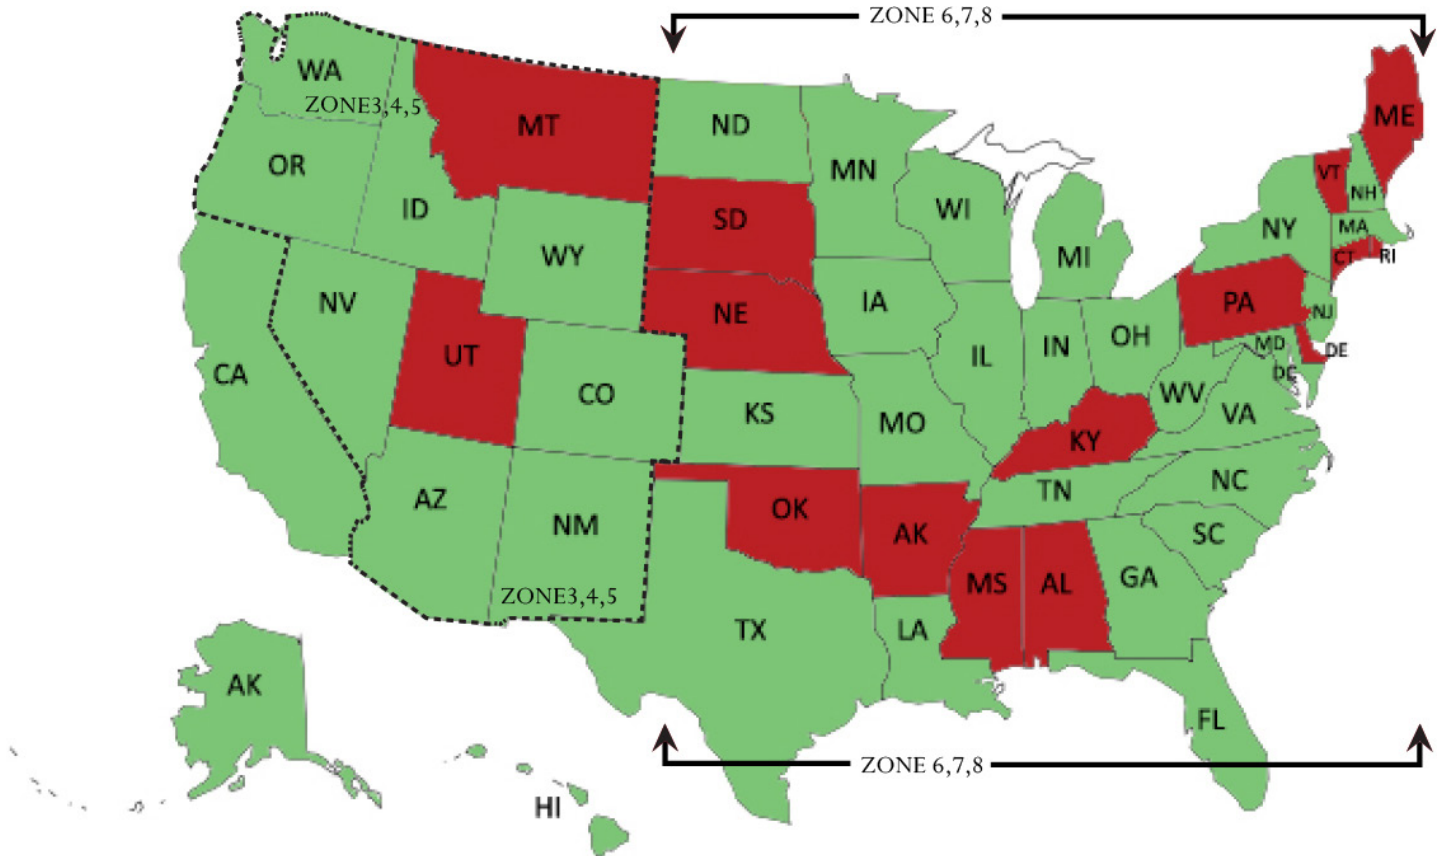 ZONE 6,7,8
WA
ZONE3,4,5
MT
ND
MN
ME
VT
NH
OR
ID
SD
WI
NY
MA
CT
RI
WY
MI
NV
NE
IA
PA
NJ
UT
IL
IN
OH
MD
DE
DC
CA
CO
KS
MO
WV
VA
KY
AZ
NM
OK
AK
TN
NC
SC
ZONE3,4,5
MS
AL
GA
TX
LA
AK
FL
ZONE 6,7,8
HI